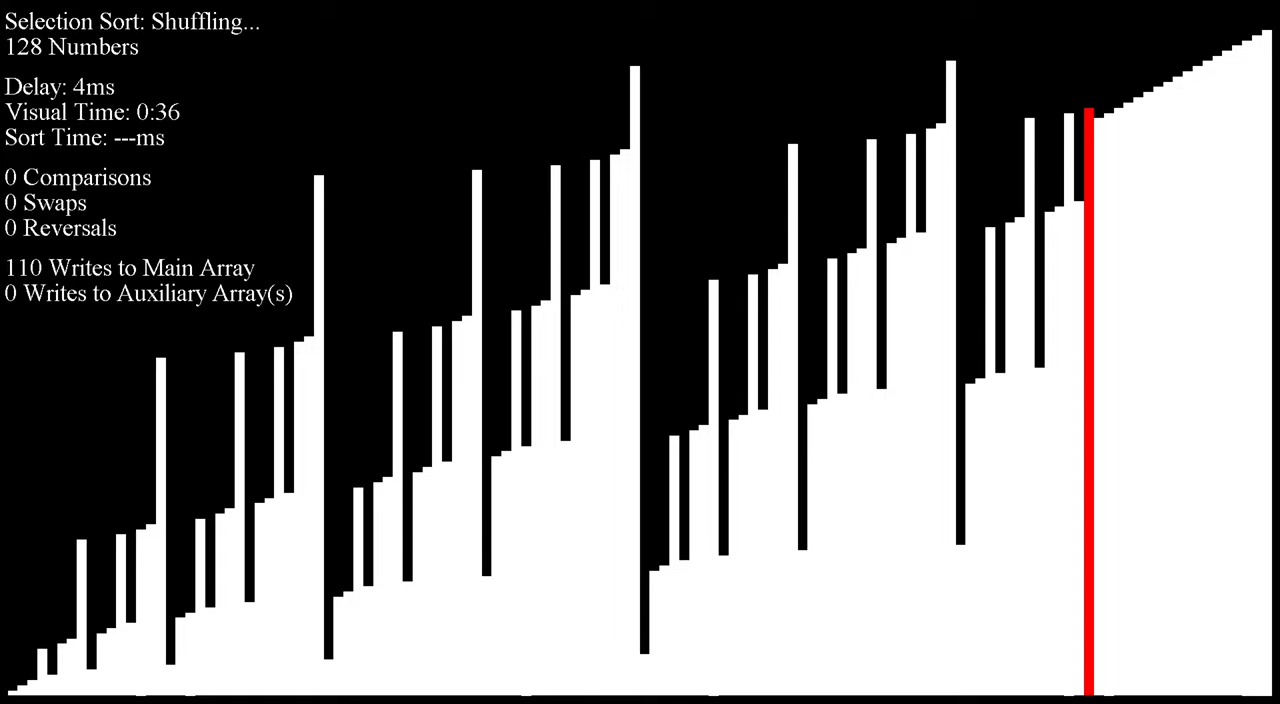 Selection Sort: Shuffling...
128 Numbers
Delay: 4ms
Visual Time: 0:36
Sort Time: ---ms
0 Comparisons
0 Swaps
0 Reversals
110 Writes to Main Array
0 Writes to Auxiliary Array(s)